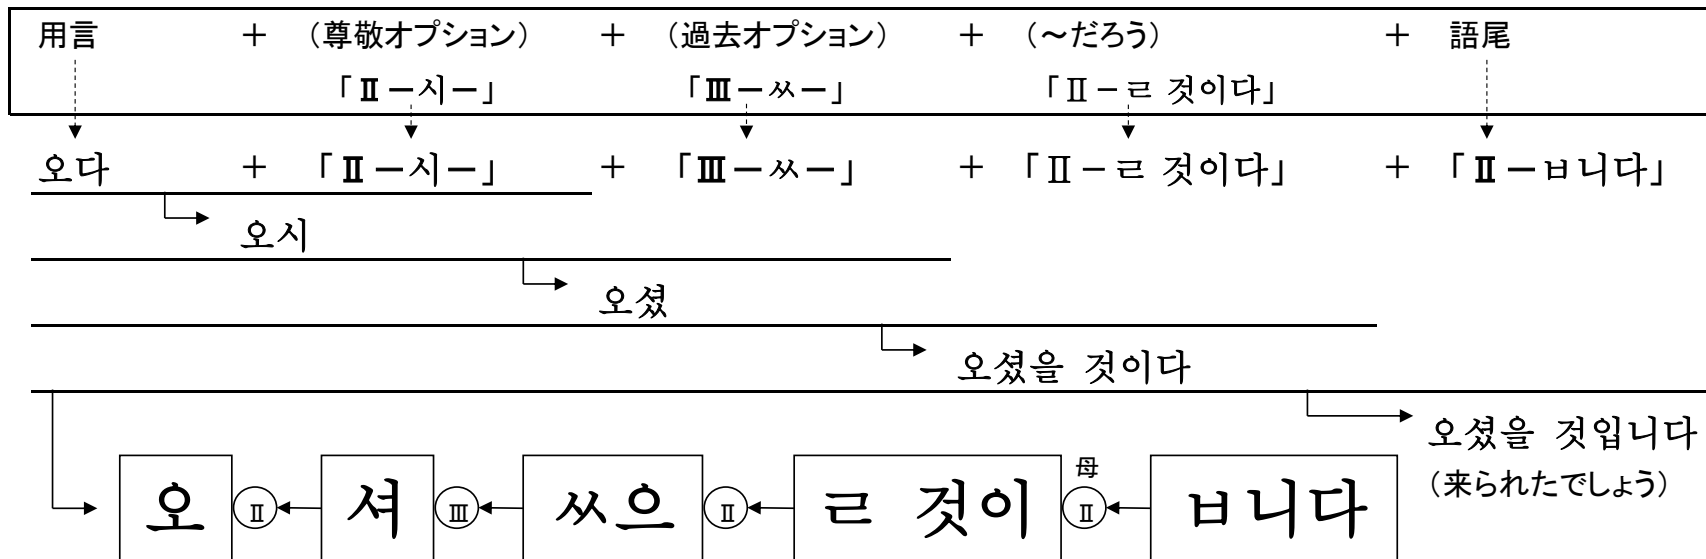 用言 + (尊敬オプション) + (過去オプション) + (~だろう) + 語尾
「Ⅱ-시-」 「Ⅲ-ㅆ-」 「Ⅱ-ㄹ 것이다」
오다 + 「Ⅱ-시-」 + 「Ⅲ-ㅆ-」 + 「Ⅱ-ㄹ 것이다」 + 「Ⅱ-ㅂ니다」
오시
오셨
오셨을 것이다
오셨을 것입니다
(来られたでしょう)
母
오 Ⅱ 셔 Ⅲ ㅆ으 Ⅱ ㄹ 것이 Ⅱ ㅂ니다